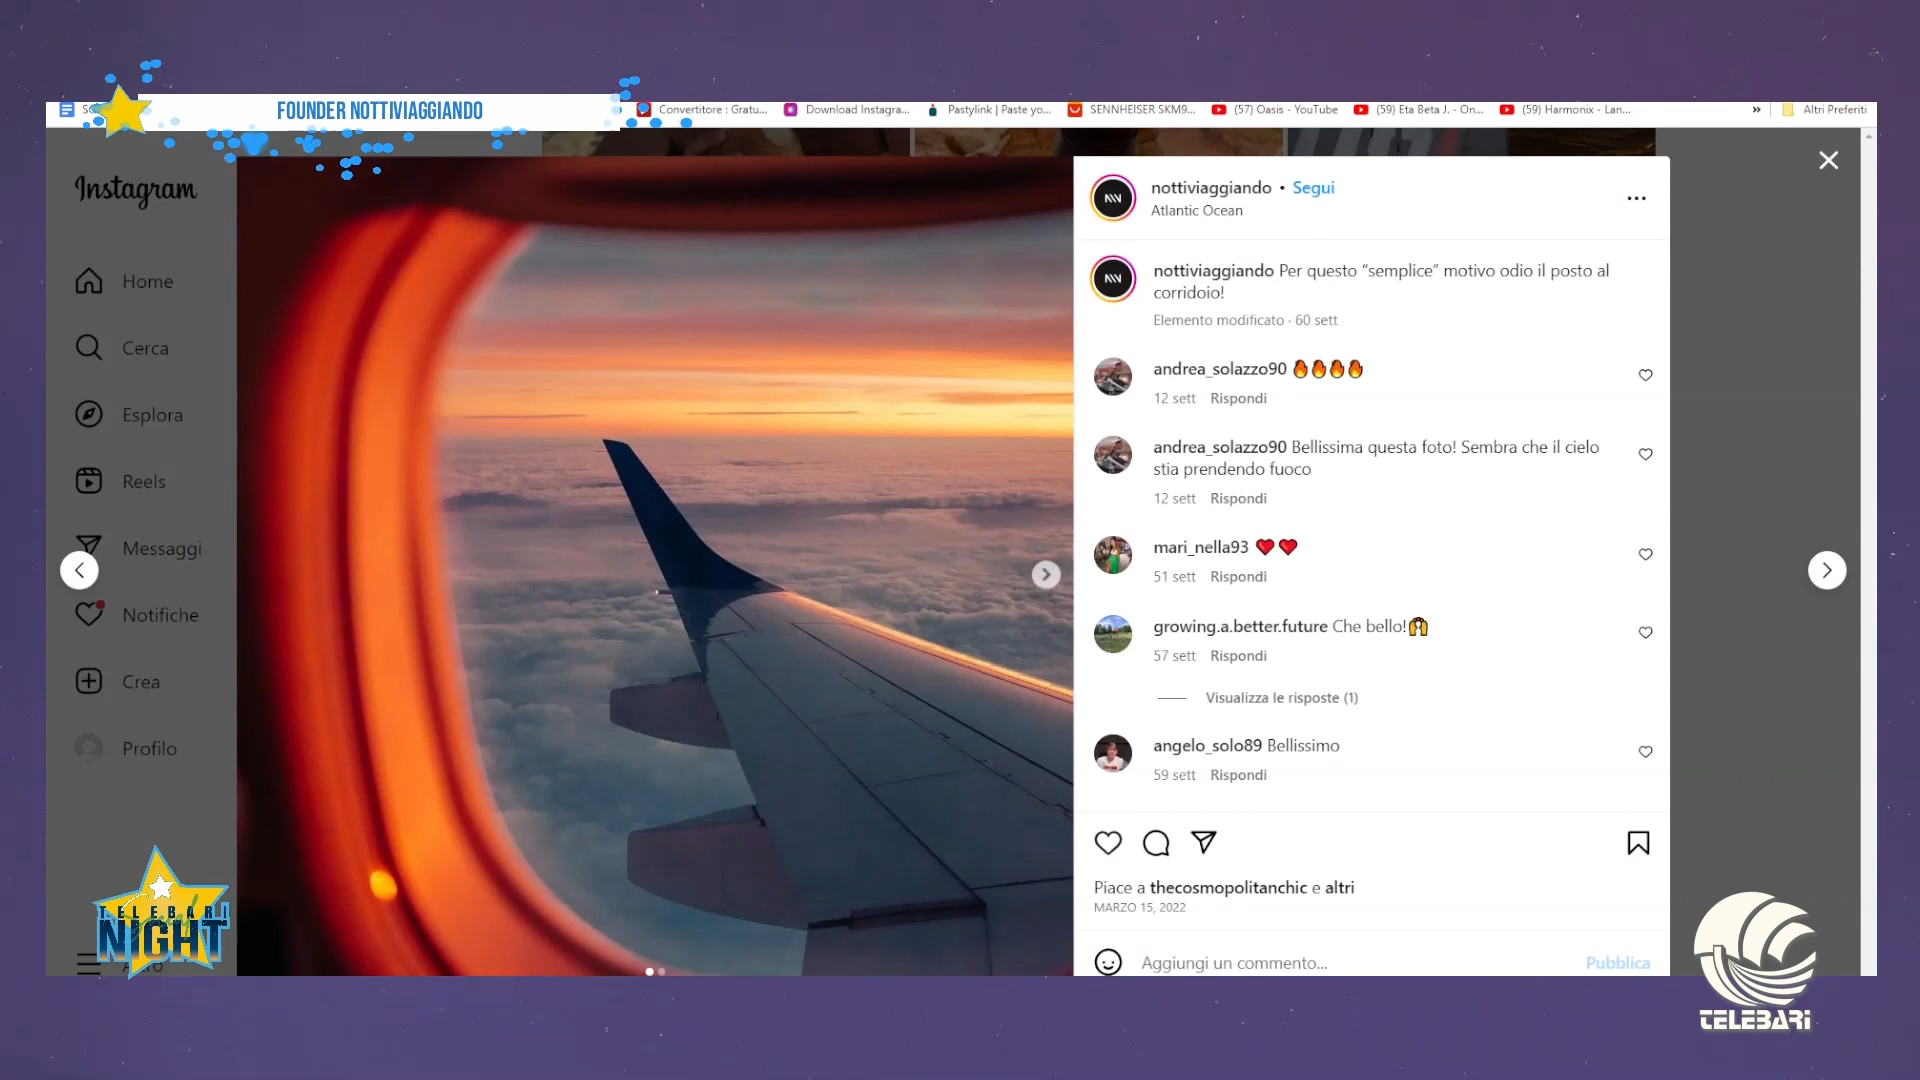 FOUNDER NOTTIVIAGGIANDO
Convertitore : Gratu...
Download Instagra...
Pastylink | Paste yo...
SENNHEISER SKM9...
(57) Oasis - YouTube
(59) Eta Beta J. - On...
(59) Harmonix - Lan...
»
Altri Preferiti
Instagram
Home
Cerca
Esplora
Reels
Messaggi
Notifiche
Crea
Profilo
Altro
nottiviaggiando • Segui
Atlantic Ocean
nottiviaggiando Per questo “semplice” motivo odio il posto al
corridoio!
Elemento modificato · 60 sett
andrea_solazzo90 🔥🔥🔥🔥
12 sett Rispondi
andrea_solazzo90 Bellissima questa foto! Sembra che il cielo
stia prendendo fuoco
12 sett Rispondi
mari_nella93 ❤️❤️
51 sett Rispondi
growing.a.better.future Che bello!🙌
57 sett Rispondi
Visualizza le risposte (1)
angelo_solo89 Bellissimo
59 sett Rispondi
Piace a thecosmopolitanchic e altri
MARZO 15, 2022
Aggiungi un commento...
Pubblica
TELEBARI
NIGHT
TELEBARI